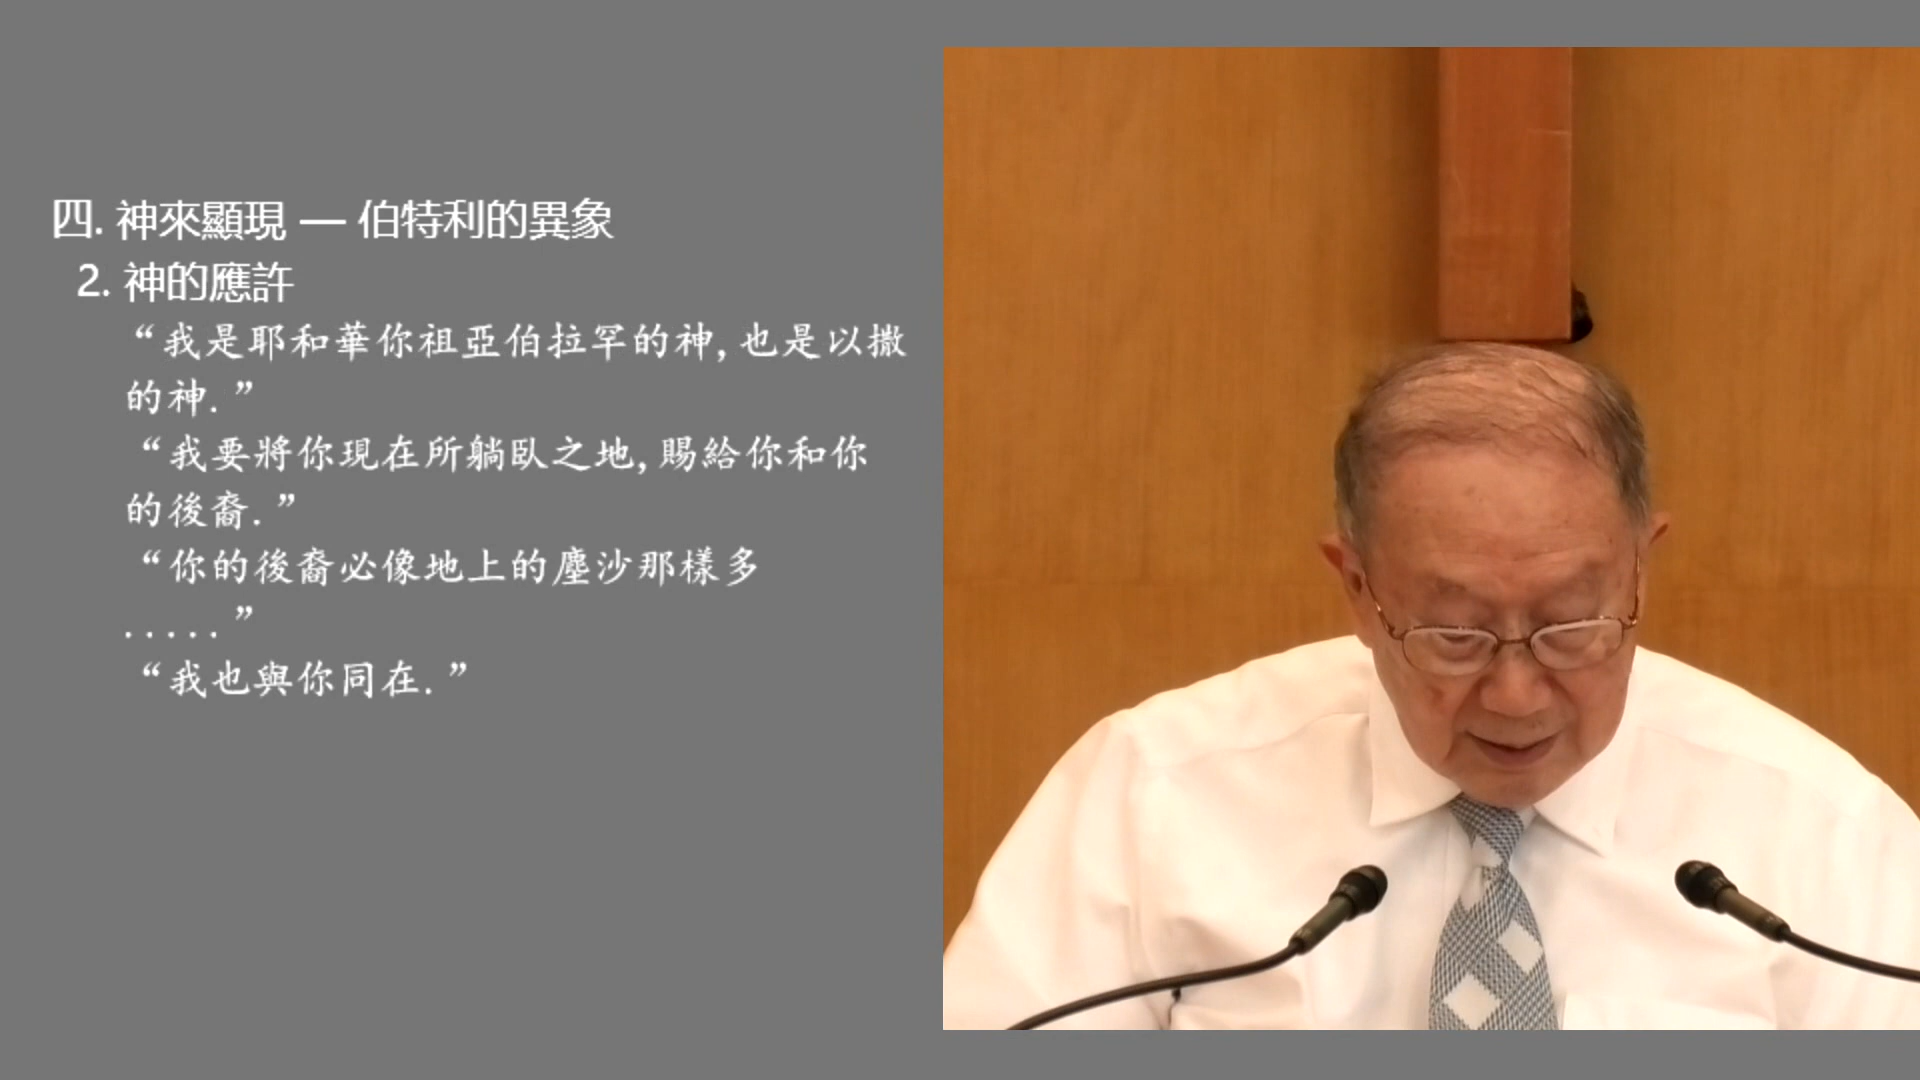 四. 神來顯現 — 伯特利的異象
2. 神的應許
“我是耶和華你祖亞伯拉罕的神, 也是以撒
的神. ”
“我要將你現在所躺臥之地, 賜給你和你
的後裔. ”
“你的後裔必像地上的塵沙那樣多
. . . . . ”
“我也與你同在. ”